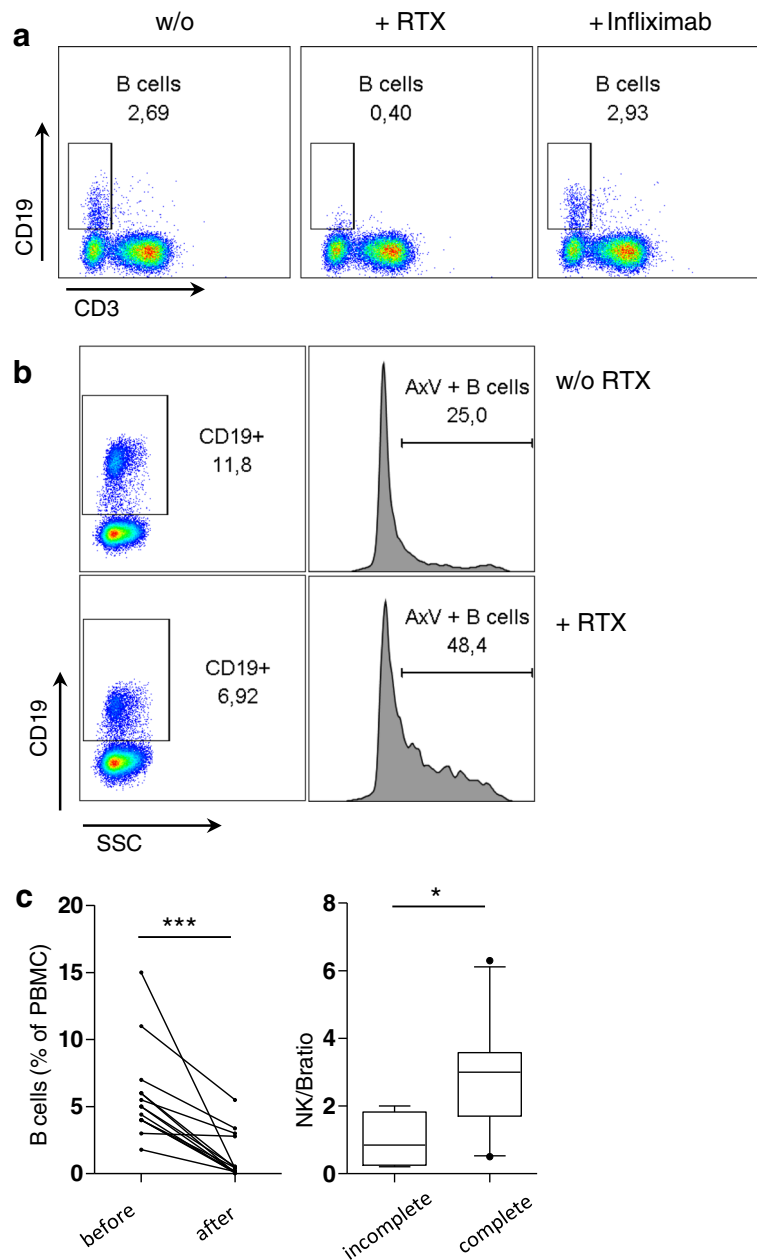 a
w/o
+ RTX
+ Infliximab
B cells
2,69
B cells
0,40
B cells
2,93
CD19
CD3
b
CD19+
11,8
AxV + B cells
25,0
w/o RTX
CD19+
6,92
AxV + B cells
48,4
+ RTX
CD19
SSC
c
B cells (% of PBMC)
20
15
10
5
0
***
before
after
NK/Bratio
8
6
4
2
0
*
incomplete
complete